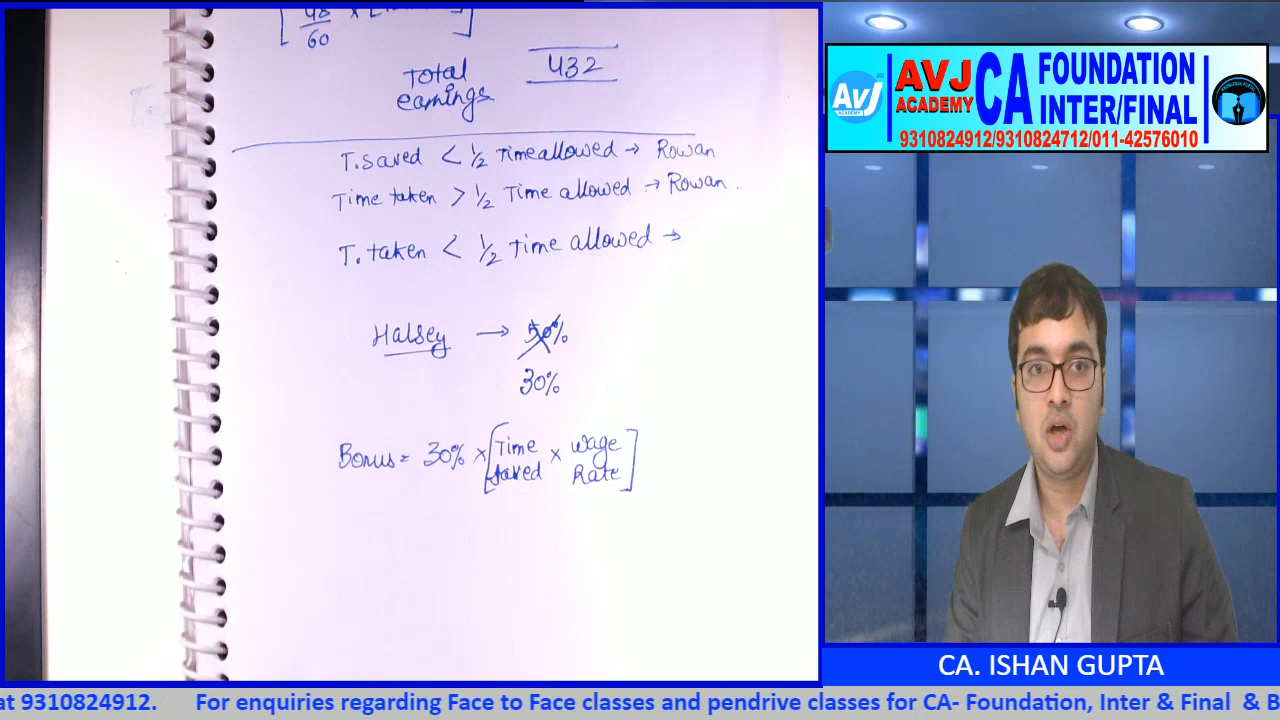 48
60
×
Total
earnings
432
T.saved < 1/2 Time allowed → Rowan
Time taken > 1/2 Time allowed → Rowan.
T. taken < 1/2 Time allowed →
Halsey → 50%
30%
Bonus = 30% × [Time saved × Wage Rate]
AVJ
ACADEMY
AVJ
ACADEMY
CA
FOUNDATION
INTER/FINAL
9310824912/9310824712/011-42576010
CA. ISHAN GUPTA
at 9310824912. For enquiries regarding Face to Face classes and pendrive classes for CA- Foundation, Inter & Final & B